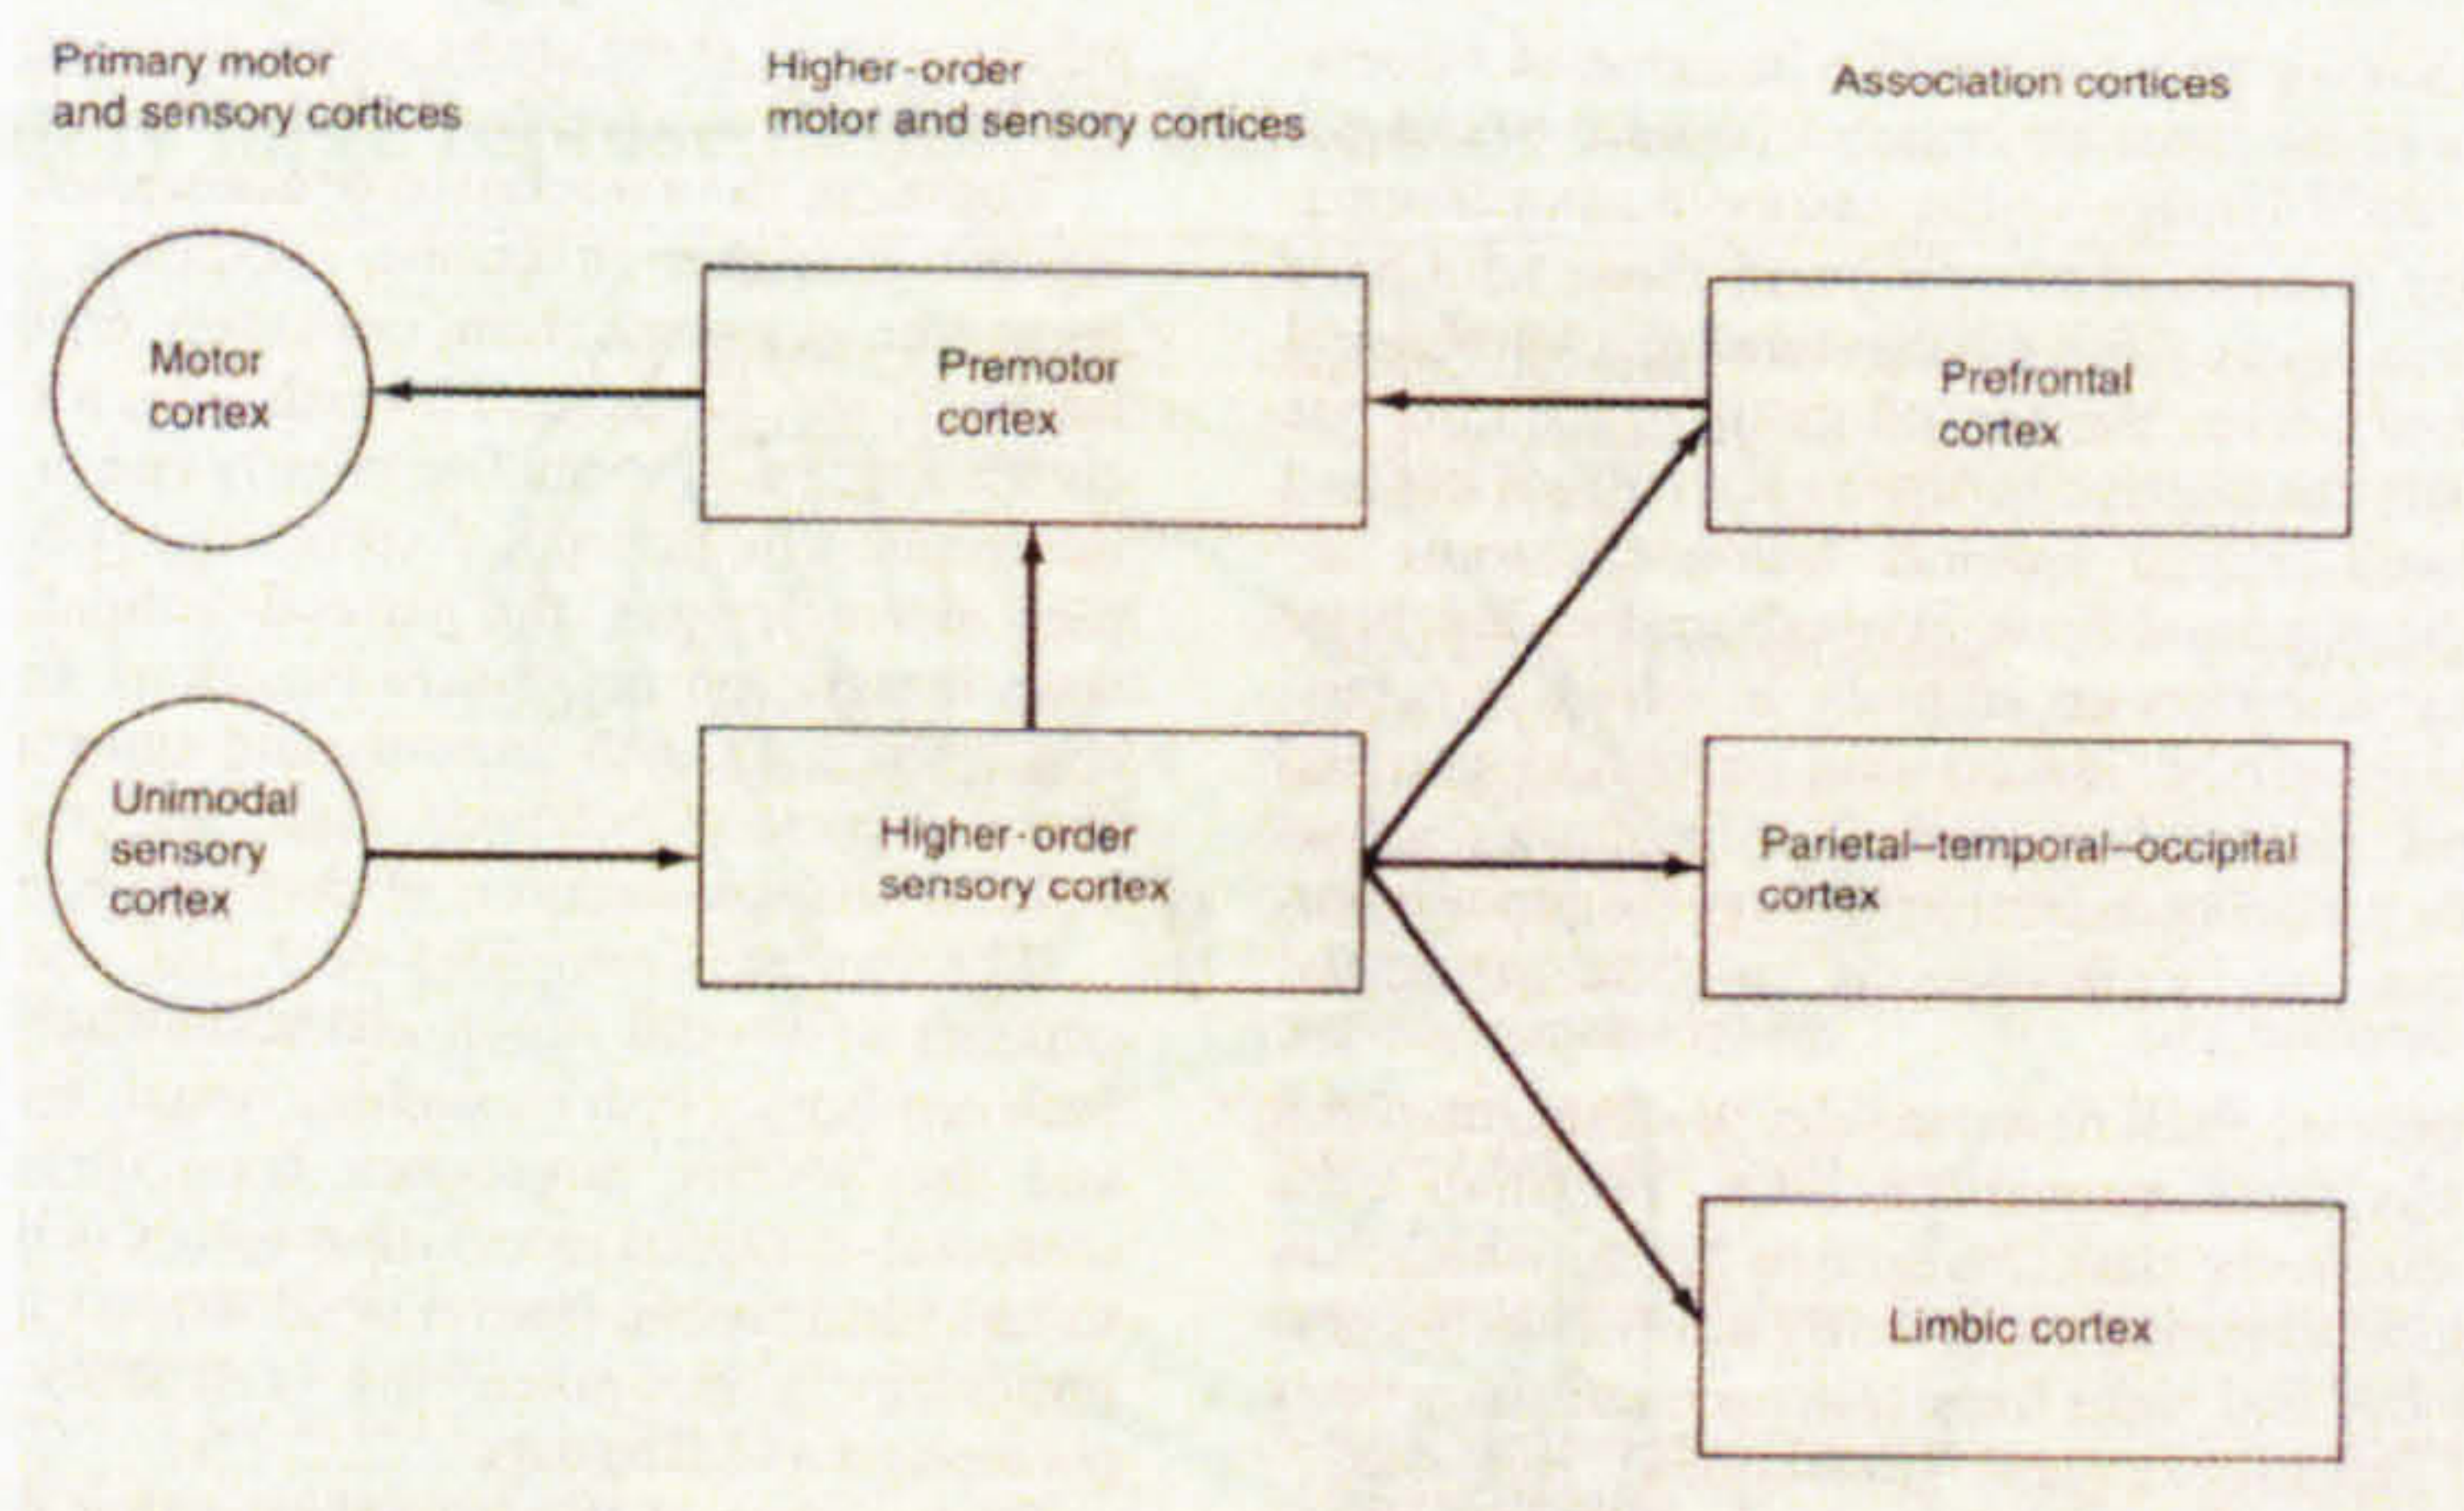 Primary motor
and sensory cortices
Higher-order
motor and sensory cortices
Association cortices
Motor
cortex
Premotor
cortex
Prefrontal
cortex
Unimodal
sensory
cortex
Higher-order
sensory cortex
Parietal–temporal–occipital
cortex
Limbic cortex